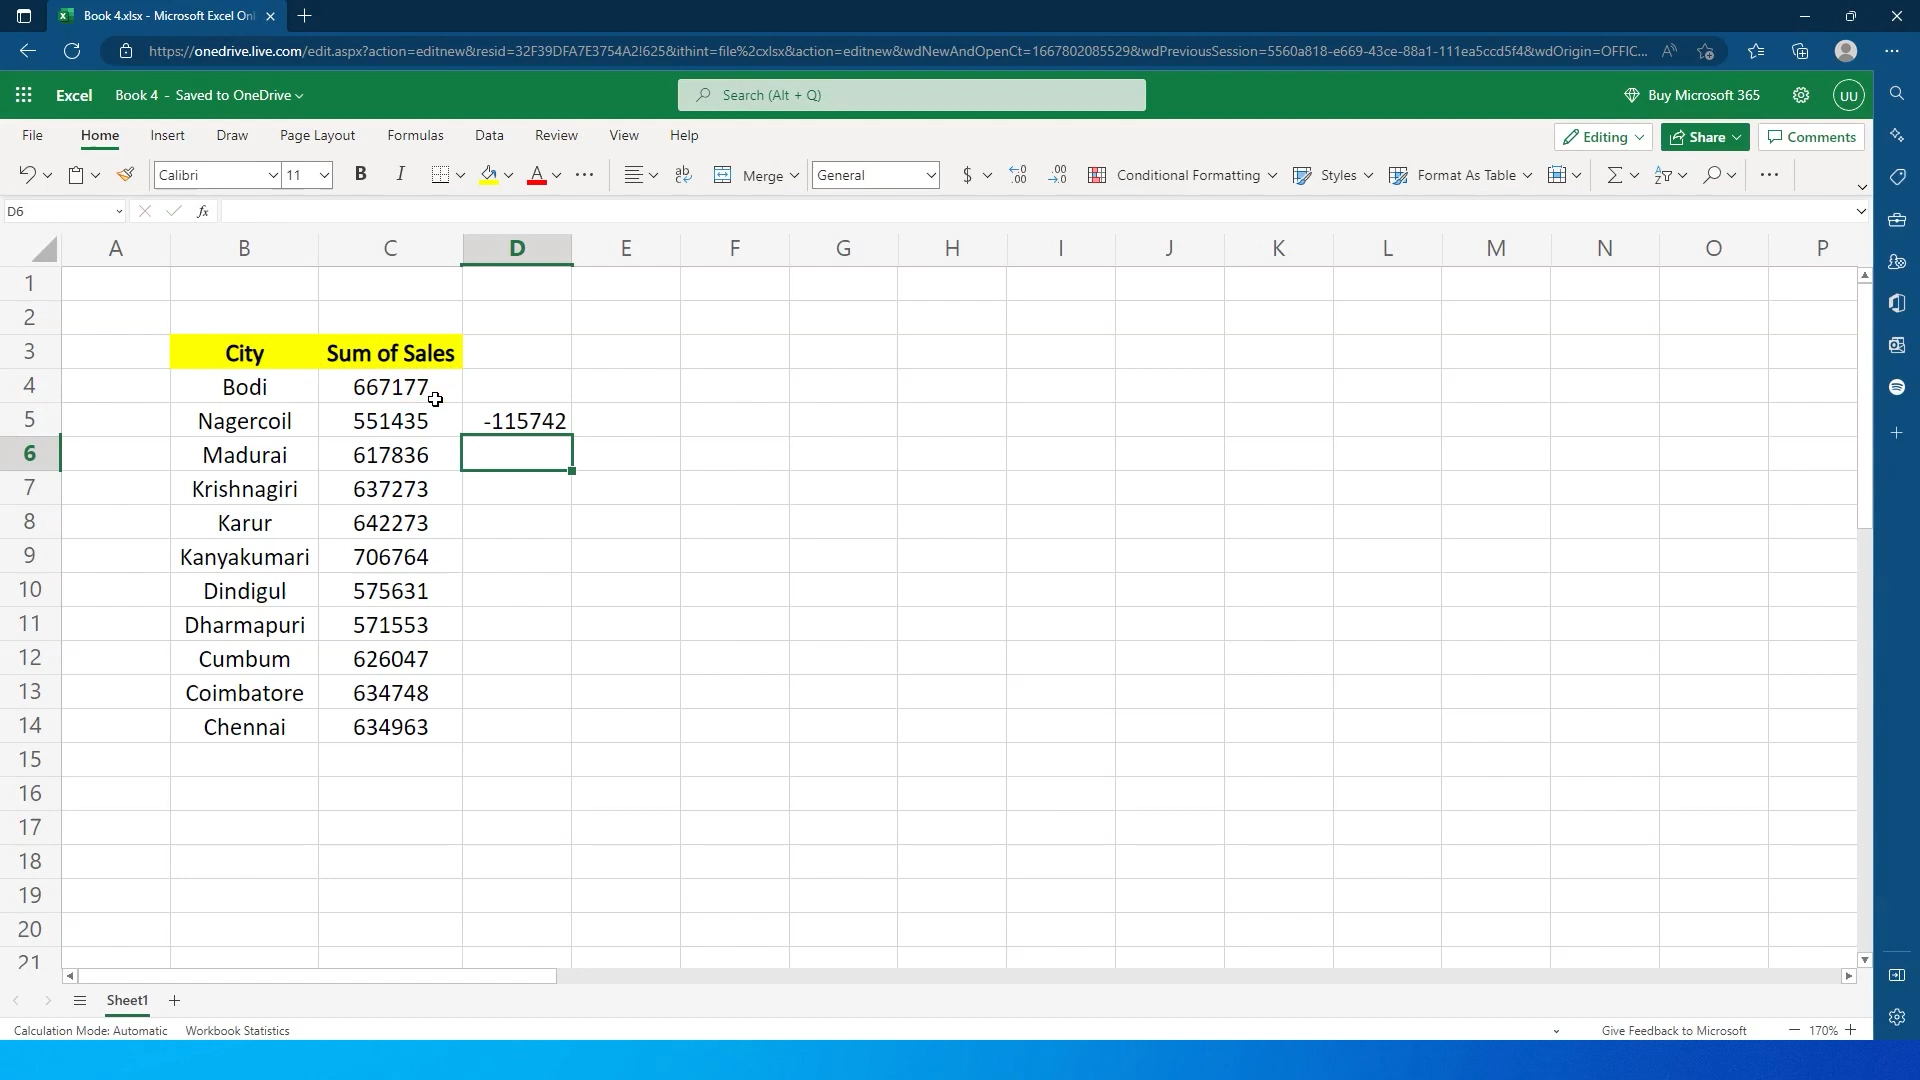 Book 4.xlsx - Microsoft Excel Onl
https://onedrive.live.com/edit.aspx?action=editnew&resid=32F39DFA7E3754A2!625&ithint=file%2cxlsx&action=editnew&wdNewAndOpenCt=1667802085529&wdPreviousSession=5560a818-e669-43ce-88a1-111ea5ccd5f4&wdOrigin=OFFIC...
Excel Book 4 - Saved to OneDrive Search (Alt + Q) Buy Microsoft 365 UU
File Home Insert Draw Page Layout Formulas Data Review View Help Editing Share Comments
Calibri 11 B I A ab Merge General $ .00 .00 Conditional Formatting Styles Format As Table
D6 fx
A B C D E F G H I J K L M N O P
1
2
3 City Sum of Sales
4 Bodi 667177
5 Nagercoil 551435 -115742
6 Madurai 617836
7 Krishnagiri 637273
8 Karur 642273
9 Kanyakumari 706764
10 Dindigul 575631
11 Dharmapuri 571553
12 Cumbum 626047
13 Coimbatore 634748
14 Chennai 634963
15
16
17
18
19
20
21
Sheet1
Calculation Mode: Automatic Workbook Statistics Give Feedback to Microsoft 170%